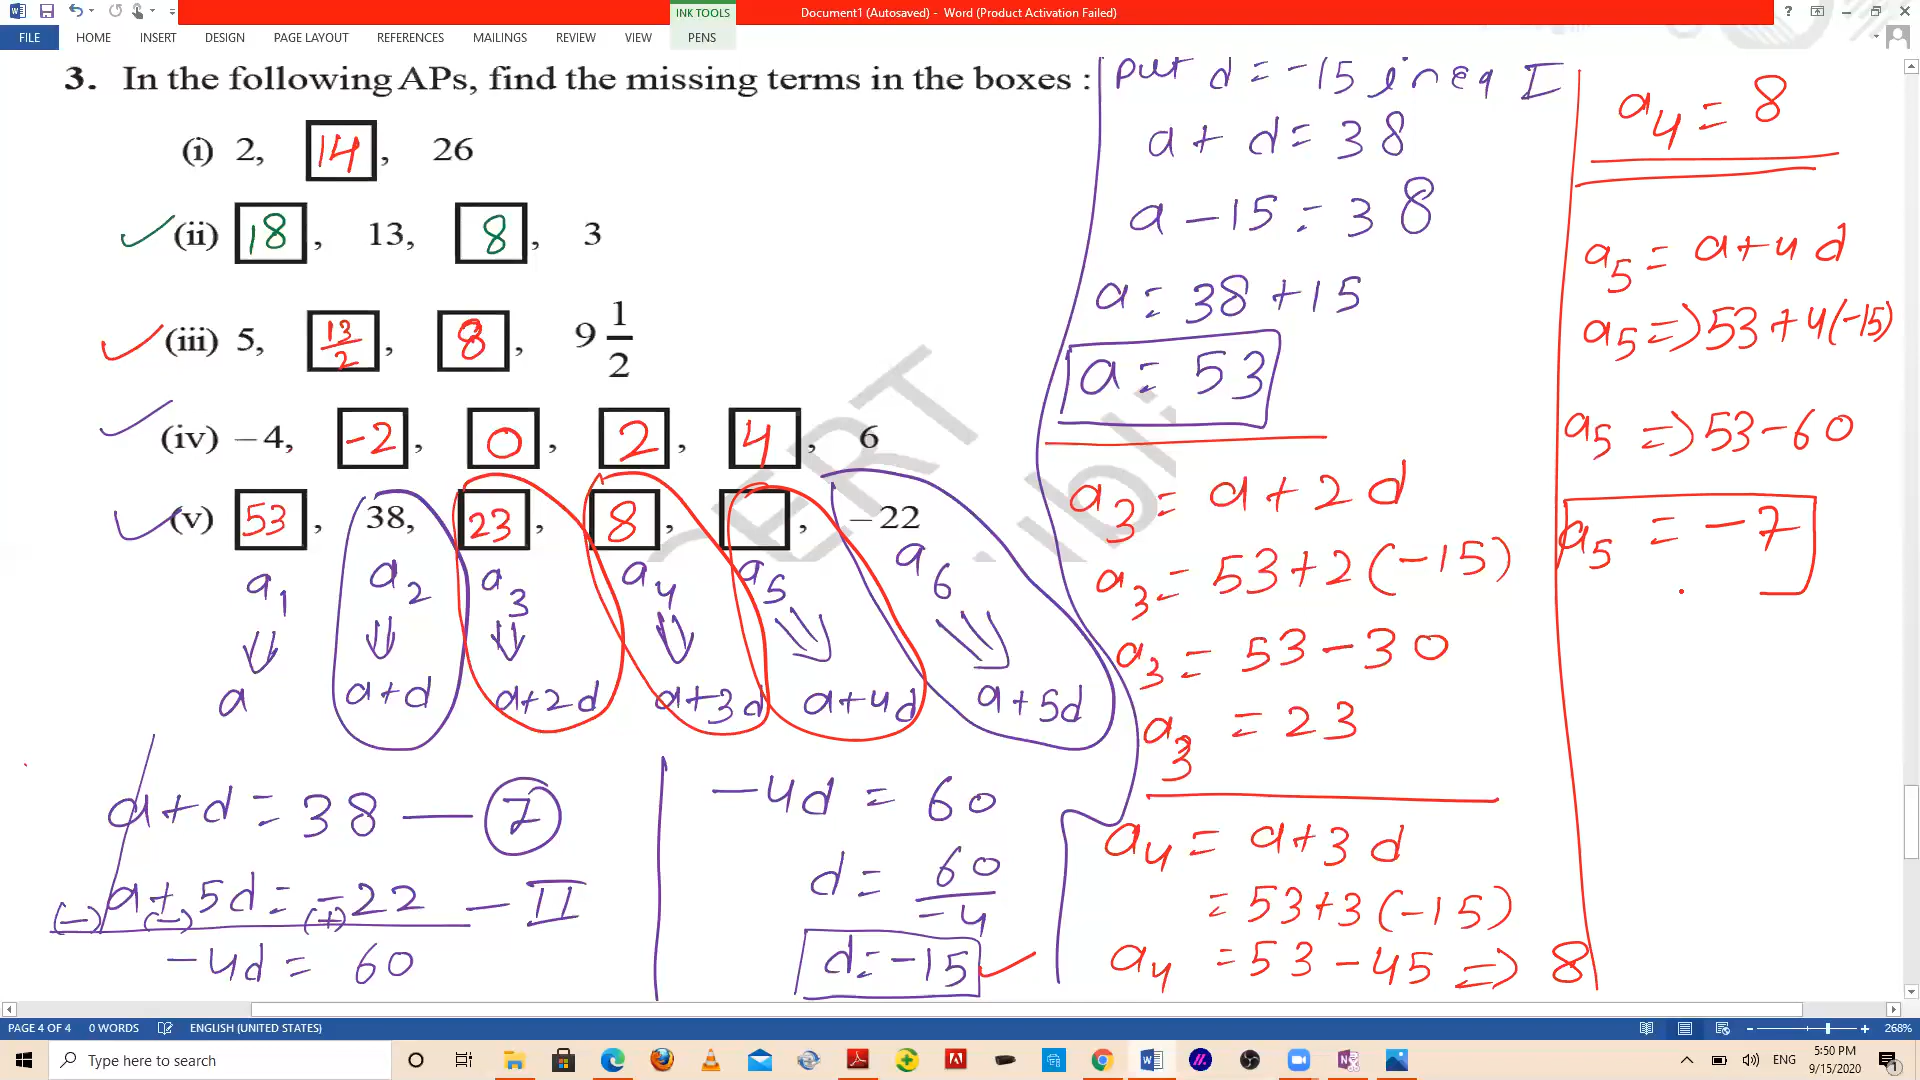 INK TOOLS
Document1 (Autosaved) - Word (Product Activation Failed)
FILE HOME INSERT DESIGN PAGE LAYOUT REFERENCES MAILINGS REVIEW VIEW PENS
3. In the following APs, find the missing terms in the boxes :
(i) 2, 14, 26
(ii) 18, 13, 8, 3
(iii) 5, 13/2, 8, 9 1/2
(iv) −4, -2, 0, 2, 4, 6
(v) 53, 38, 23, 8, , −22
a1 a2 a3 a4 a5 a6
a a+d a+2d a+3d a+4d a+5d
a+d = 38 — I
a+5d = -22 — II
(-) (-) (+)
-4d = 60
-4d = 60
d = 60/-4
d = -15
put d = -15 in eq I
a + d = 38
a - 15 = 38
a = 38 + 15
a = 53
a3 = a + 2d
a3 = 53 + 2(-15)
a3 = 53 - 30
a3 = 23
a4 = a + 3d
= 53 + 3(-15)
a4 = 53 - 45 => 8
a4 = 8
a5 = a + 4d
a5 => 53 + 4(-15)
a5 => 53 - 60
a5 = -7
PAGE 4 OF 4 0 WORDS ENGLISH (UNITED STATES) 268%
Type here to search
ENG
5:50 PM
9/15/2020